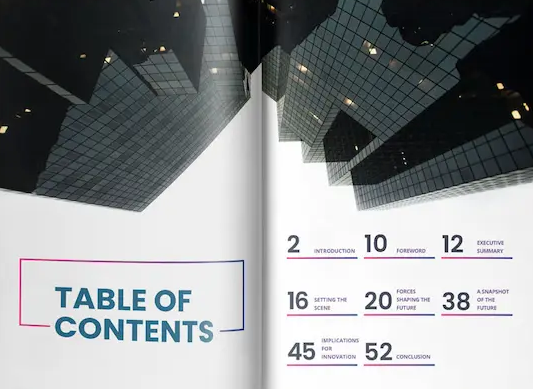 TABLE OF
CONTENTS
2 INTRODUCTION
10 FOREWORD
12 EXECUTIVE
SUMMARY
16 SETTING THE
SCENE
20 FORCES
SHAPING THE
FUTURE
38 A SNAPSHOT
OF THE
FUTURE
45 IMPLICATIONS
FOR
INNOVATION
52 CONCLUSION